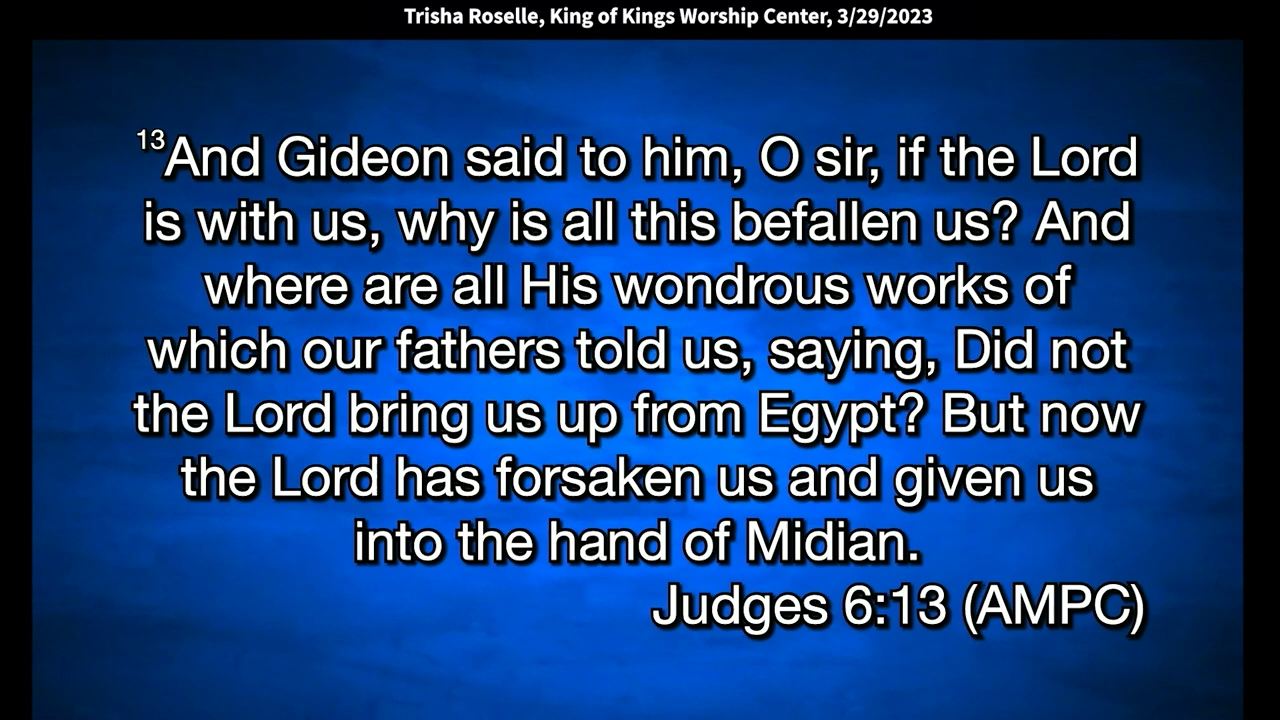 Trisha Roselle, King of Kings Worship Center, 3/29/2023
13And Gideon said to him, O sir, if the Lord
is with us, why is all this befallen us? And
where are all His wondrous works of
which our fathers told us, saying, Did not
the Lord bring us up from Egypt? But now
the Lord has forsaken us and given us
into the hand of Midian.
Judges 6:13 (AMPC)